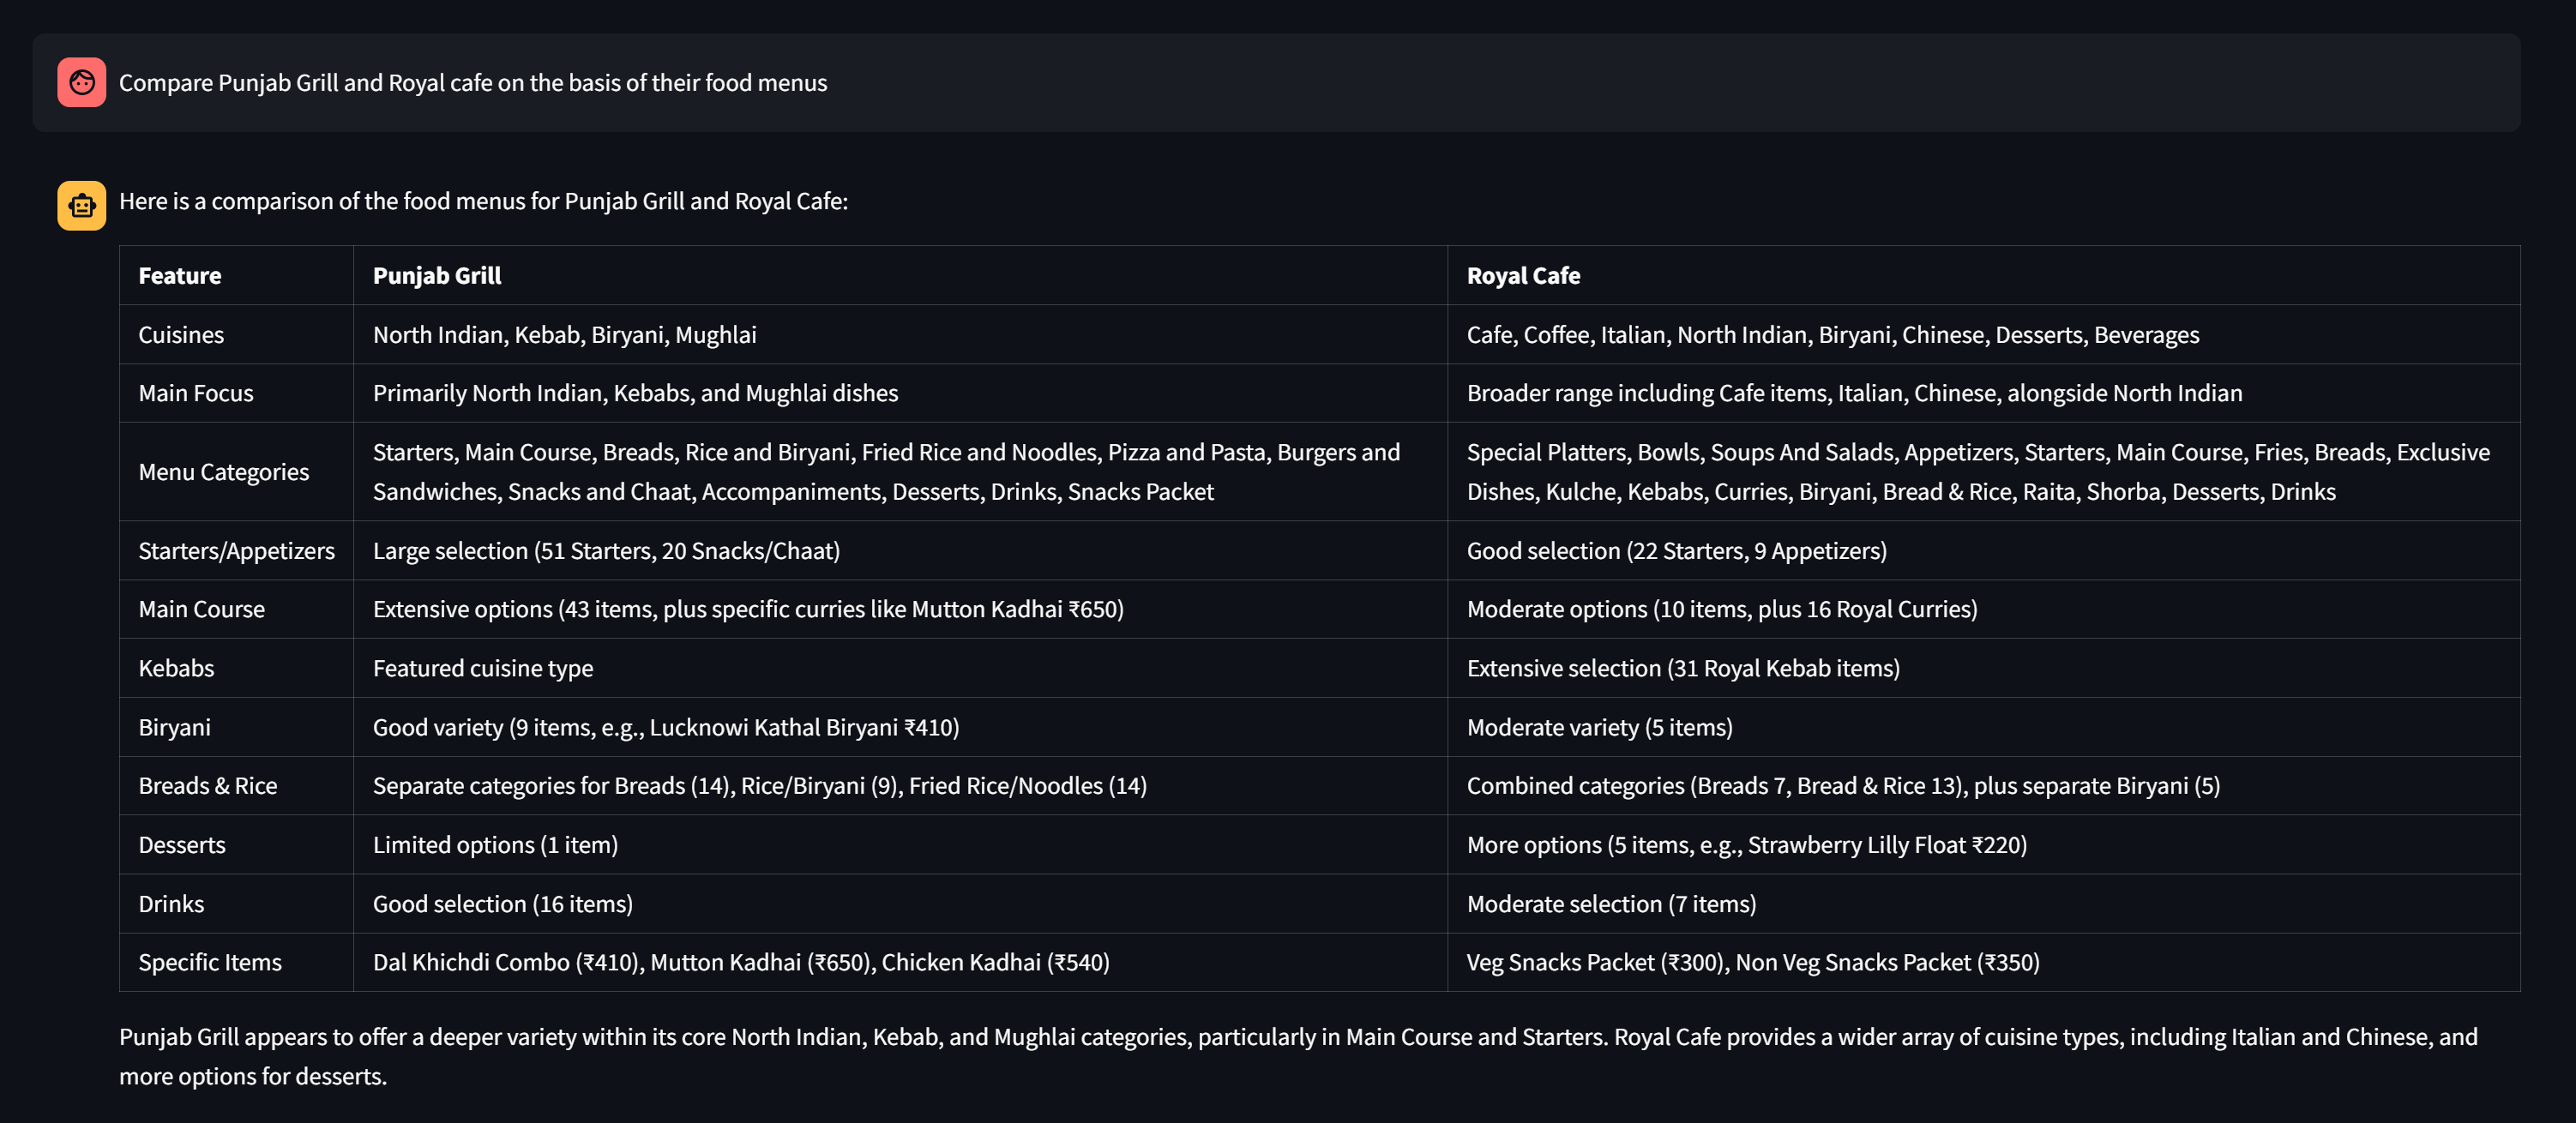 Compare Punjab Grill and Royal cafe on the basis of their food menus
Here is a comparison of the food menus for Punjab Grill and Royal Cafe:
Feature Punjab Grill Royal Cafe
Cuisines North Indian, Kebab, Biryani, Mughlai Cafe, Coffee, Italian, North Indian, Biryani, Chinese, Desserts, Beverages
Main Focus Primarily North Indian, Kebabs, and Mughlai dishes Broader range including Cafe items, Italian, Chinese, alongside North Indian
Menu Categories
Starters, Main Course, Breads, Rice and Biryani, Fried Rice and Noodles, Pizza and Pasta, Burgers and
Sandwiches, Snacks and Chaat, Accompaniments, Desserts, Drinks, Snacks Packet
Special Platters, Bowls, Soups And Salads, Appetizers, Starters, Main Course, Fries, Breads, Exclusive
Dishes, Kulche, Kebabs, Curries, Biryani, Bread & Rice, Raita, Shorba, Desserts, Drinks
Starters/Appetizers Large selection (51 Starters, 20 Snacks/Chaat) Good selection (22 Starters, 9 Appetizers)
Main Course Extensive options (43 items, plus specific curries like Mutton Kadhai ₹650) Moderate options (10 items, plus 16 Royal Curries)
Kebabs Featured cuisine type Extensive selection (31 Royal Kebab items)
Biryani Good variety (9 items, e.g., Lucknowi Kathal Biryani ₹410) Moderate variety (5 items)
Breads & Rice Separate categories for Breads (14), Rice/Biryani (9), Fried Rice/Noodles (14) Combined categories (Breads 7, Bread & Rice 13), plus separate Biryani (5)
Desserts Limited options (1 item) More options (5 items, e.g., Strawberry Lilly Float ₹220)
Drinks Good selection (16 items) Moderate selection (7 items)
Specific Items Dal Khichdi Combo (₹410), Mutton Kadhai (₹650), Chicken Kadhai (₹540) Veg Snacks Packet (₹300), Non Veg Snacks Packet (₹350)
Punjab Grill appears to offer a deeper variety within its core North Indian, Kebab, and Mughlai categories, particularly in Main Course and Starters. Royal Cafe provides a wider array of cuisine types, including Italian and Chinese, and
more options for desserts.